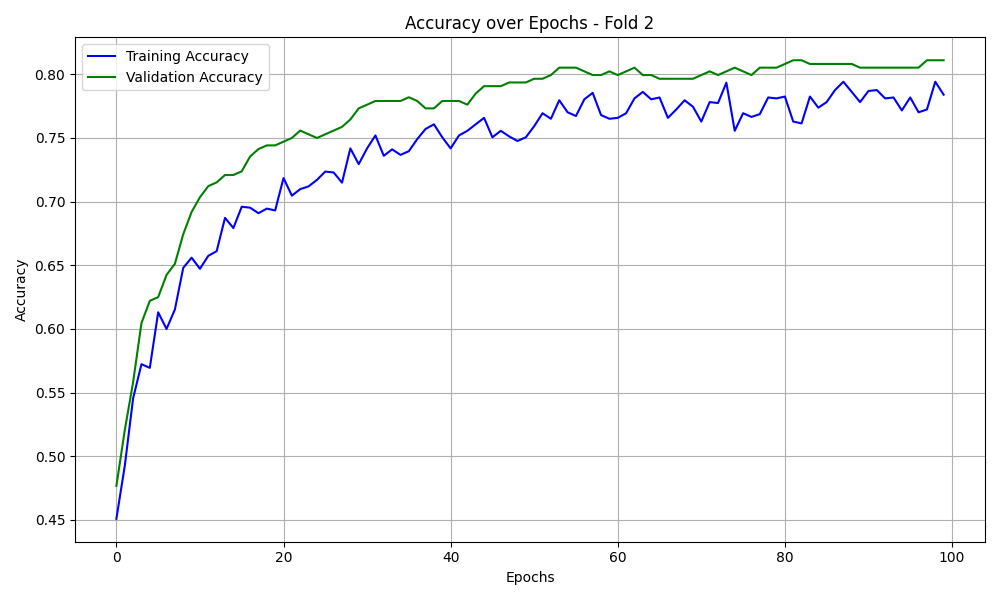 Accuracy over Epochs - Fold 2
Training Accuracy
Validation Accuracy
Accuracy
0.80
0.75
0.70
0.65
0.60
0.55
0.50
0.45
0 20 40 60 80 100
Epochs